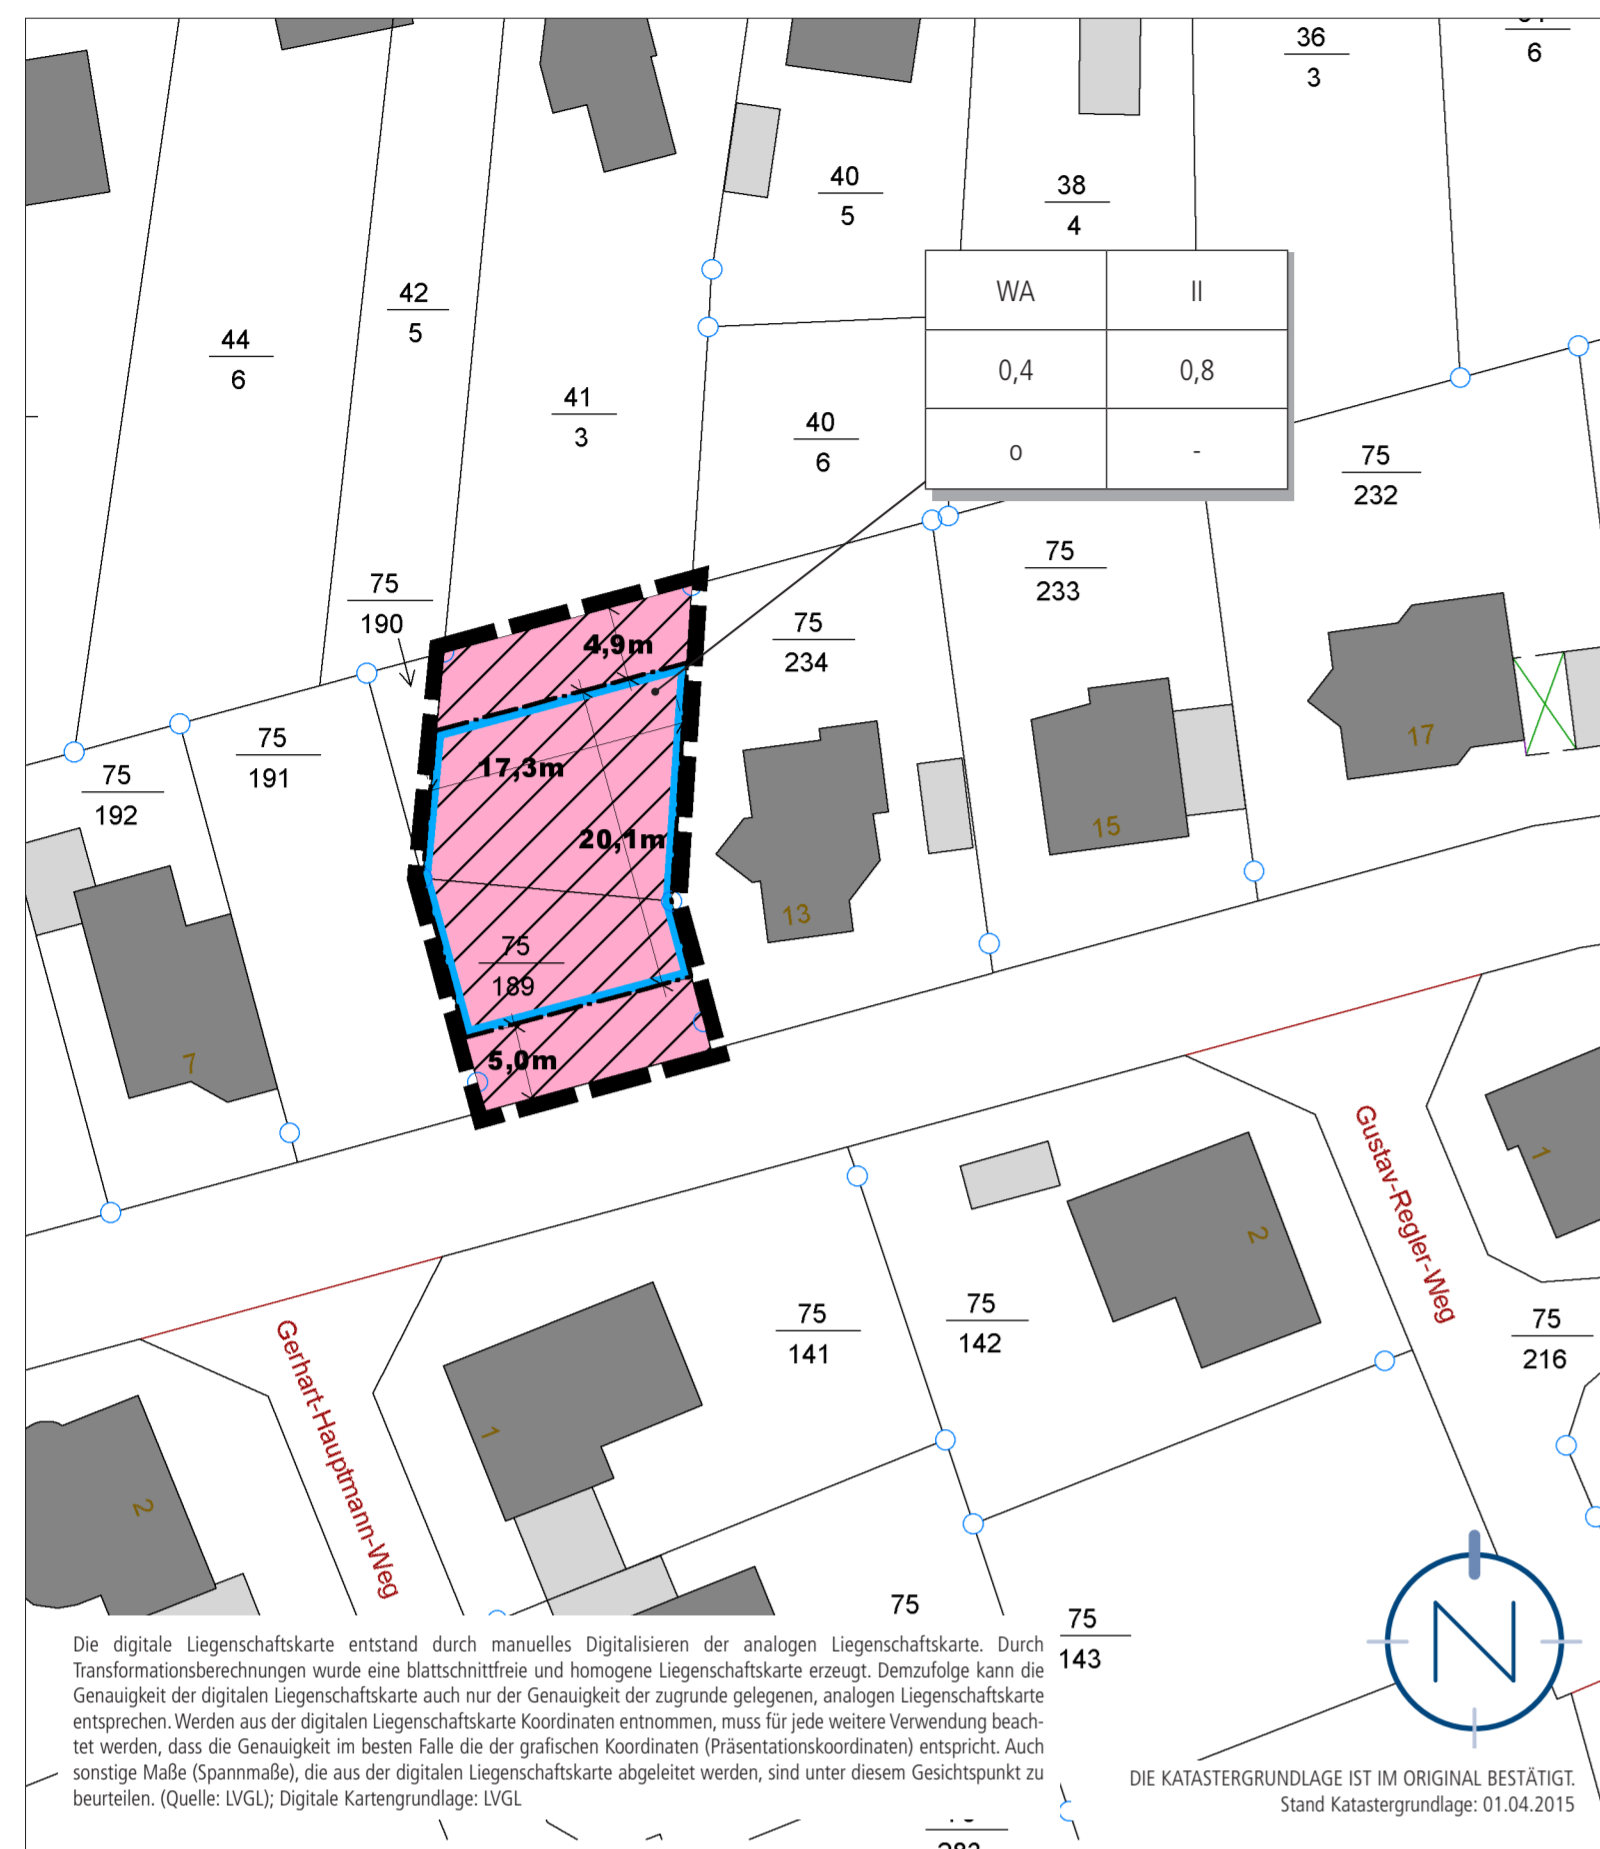 36
3
6
40
5
38
4
42
5
44
6
41
3
40
6
WA II
0,4 0,8
o -
75
232
75
233
75
190
75
234
4,9m
75
191
75
192
17,3m
20,1m
17
15
13
75
189
7
5,0m
Gustav-Regler-Weg
1
2
75
141
75
142
75
216
Gerhart-Hauptmann-Weg
1
2
75
75
143
N
Die digitale Liegenschaftskarte entstand durch manuelles Digitalisieren der analogen Liegenschaftskarte. Durch
Transformationsberechnungen wurde eine blattschnittfreie und homogene Liegenschaftskarte erzeugt. Demzufolge kann die
Genauigkeit der digitalen Liegenschaftskarte auch nur der Genauigkeit der zugrunde gelegenen, analogen Liegenschaftskarte
entsprechen. Werden aus der digitalen Liegenschaftskarte Koordinaten entnommen, muss für jede weitere Verwendung beach-
tet werden, dass die Genauigkeit im besten Falle die der grafischen Koordinaten (Präsentationskoordinaten) entspricht. Auch
sonstige Maße (Spannmaße), die aus der digitalen Liegenschaftskarte abgeleitet werden, sind unter diesem Gesichtspunkt zu
beurteilen. (Quelle: LVGL); Digitale Kartengrundlage: LVGL
DIE KATASTERGRUNDLAGE IST IM ORIGINAL BESTÄTIGT.
Stand Katastergrundlage: 01.04.2015